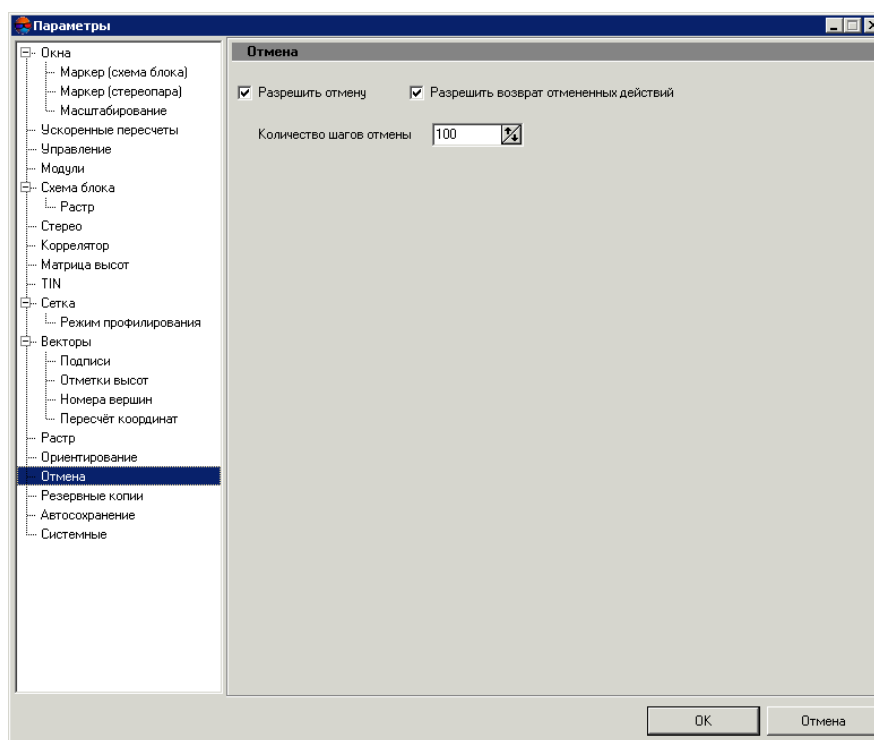 Параметры
Окна
Маркер (схема блока)
Маркер (стереопара)
Масштабирование
Ускоренные пересчеты
Управление
Модули
Схема блока
Растр
Стерео
Коррелятор
Матрица высот
TIN
Сетка
Режим профилирования
Векторы
Подписи
Отметки высот
Номера вершин
Пересчёт координат
Растр
Ориентирование
Отмена
Резервные копии
Автосохранение
Системные
Отмена
Разрешить отмену
Разрешить возврат отмененных действий
Количество шагов отмены 100
OK
Отмена